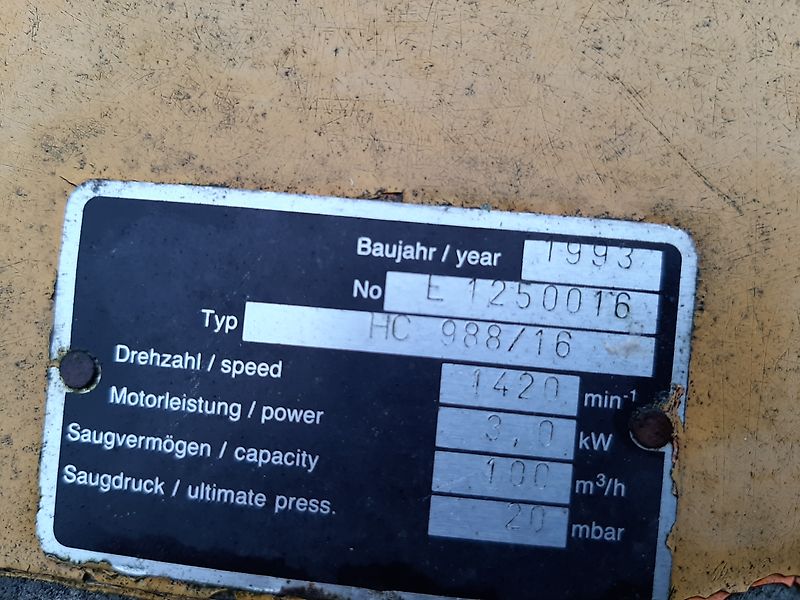 Baujahr / year 1993
No E 1250016
Typ HC 988/16
Drehzahl / speed 1420 min⁻¹
Motorleistung / power 3,0 kW
Saugvermögen / capacity 100 m³/h
Saugdruck / ultimate press. 20 mbar